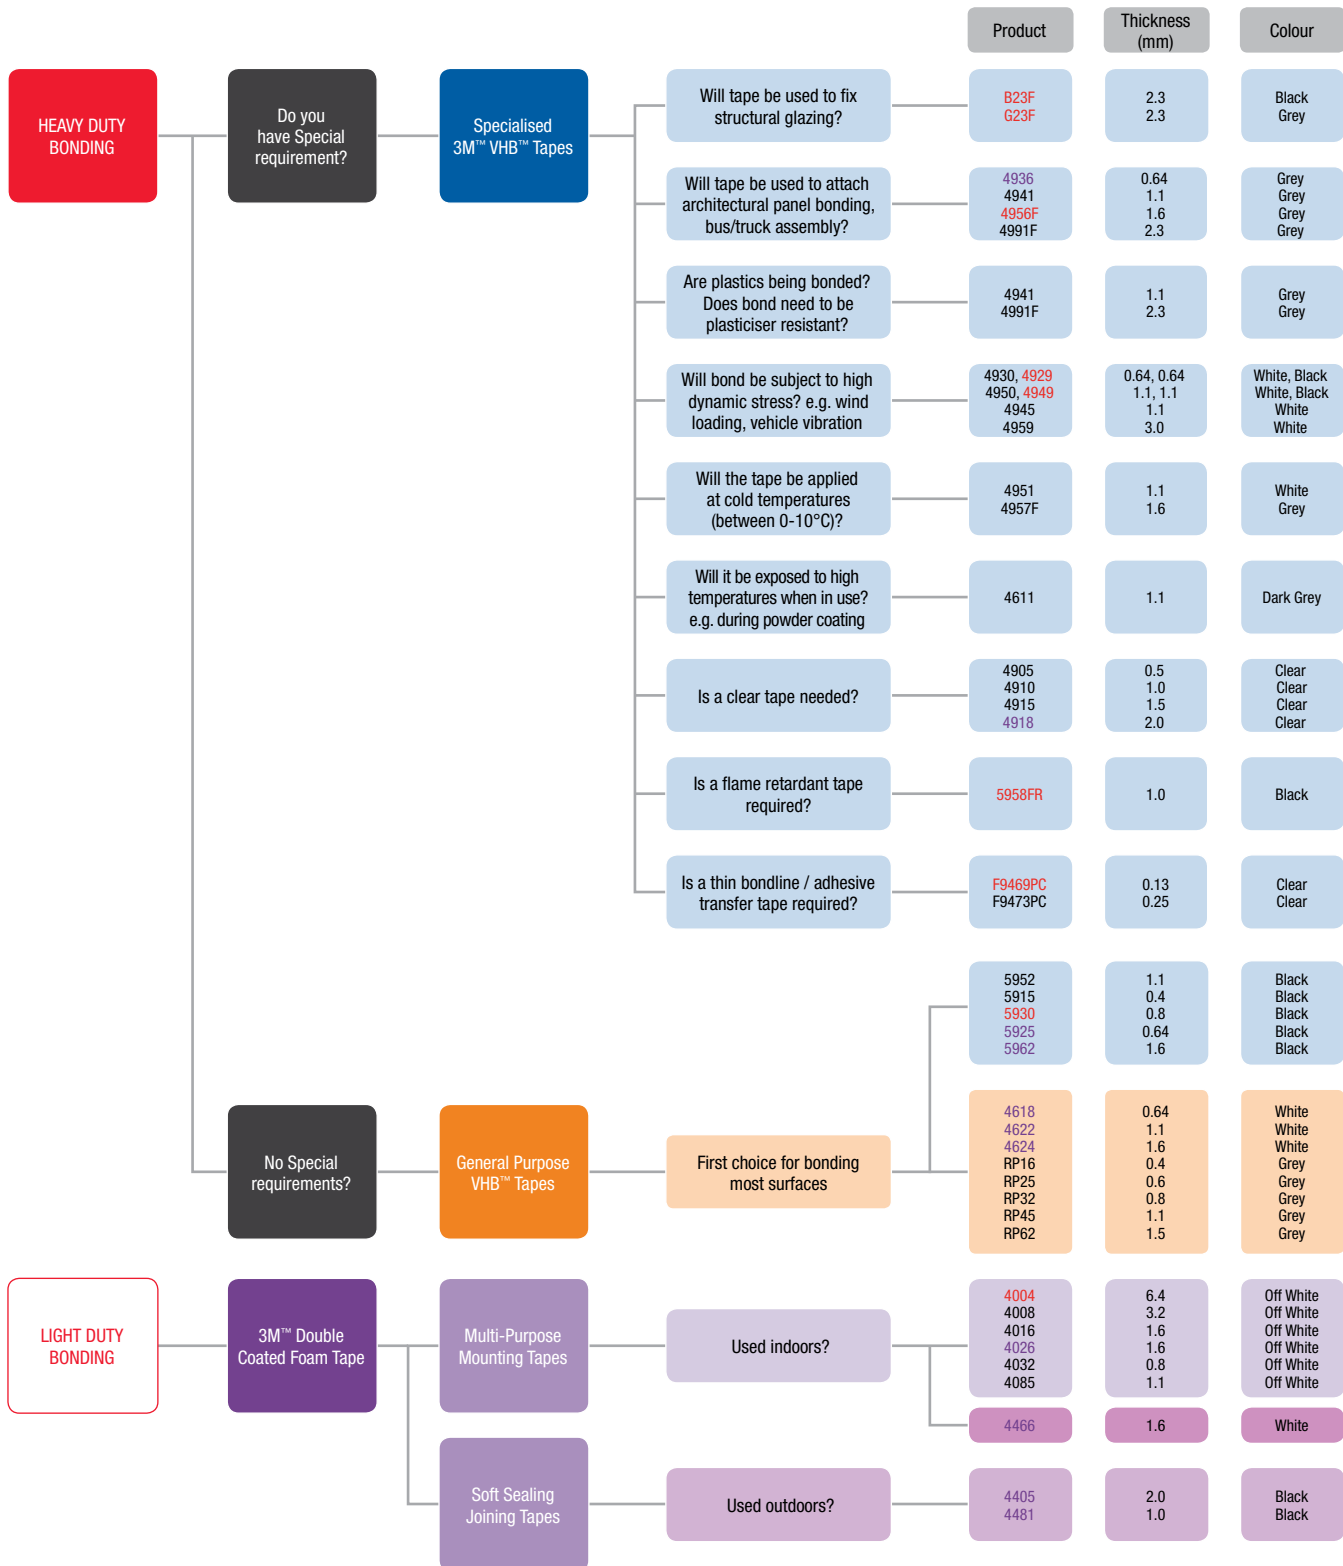 Product
Thickness
(mm)
Colour
HEAVY DUTY
BONDING
Do you
have Special
requirement?
Specialised
3M™ VHB™ Tapes
Will tape be used to fix
structural glazing?
B23F
G23F
2.3
2.3
Black
Grey
Will tape be used to attach
architectural panel bonding,
bus/truck assembly?
4936
4941
4956F
4991F
0.64
1.1
1.6
2.3
Grey
Grey
Grey
Grey
Are plastics being bonded?
Does bond need to be
plasticiser resistant?
4941
4991F
1.1
2.3
Grey
Grey
Will bond be subject to high
dynamic stress? e.g. wind
loading, vehicle vibration
4930, 4929
4950, 4949
4945
4959
0.64, 0.64
1.1, 1.1
1.1
3.0
White, Black
White, Black
White
White
Will the tape be applied
at cold temperatures
(between 0-10°C)?
4951
4957F
1.1
1.6
White
Grey
Will it be exposed to high
temperatures when in use?
e.g. during powder coating
4611
1.1
Dark Grey
Is a clear tape needed?
4905
4910
4915
4918
0.5
1.0
1.5
2.0
Clear
Clear
Clear
Clear
Is a flame retardant tape
required?
5958FR
1.0
Black
Is a thin bondline / adhesive
transfer tape required?
F9469PC
F9473PC
0.13
0.25
Clear
Clear
5952
5915
5930
5925
5962
1.1
0.4
0.8
0.64
1.6
Black
Black
Black
Black
Black
No Special
requirements?
General Purpose
VHB™ Tapes
First choice for bonding
most surfaces
4618
4622
4624
RP16
RP25
RP32
RP45
RP62
0.64
1.1
1.6
0.4
0.6
0.8
1.1
1.5
White
White
White
Grey
Grey
Grey
Grey
Grey
LIGHT DUTY
BONDING
3M™ Double
Coated Foam Tape
Multi-Purpose
Mounting Tapes
Used indoors?
4004
4008
4016
4026
4032
4085
6.4
3.2
1.6
1.6
0.8
1.1
Off White
Off White
Off White
Off White
Off White
Off White
4466
1.6
White
Soft Sealing
Joining Tapes
Used outdoors?
4405
4481
2.0
1.0
Black
Black